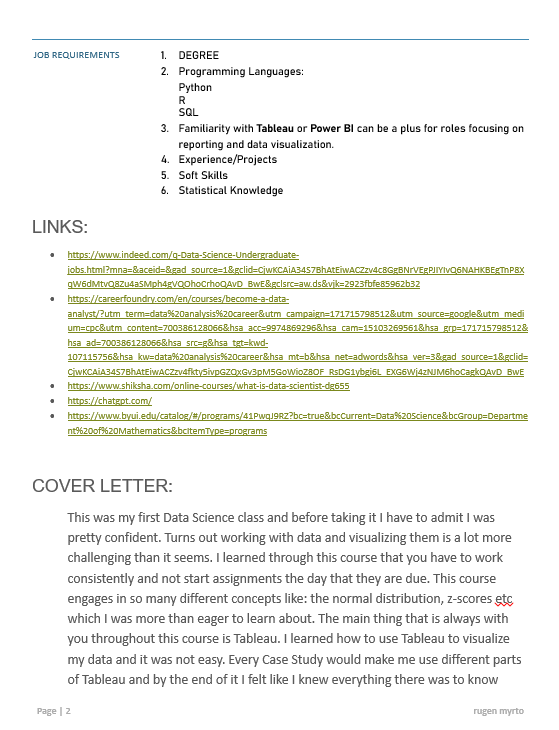 JOB REQUIREMENTS
1. DEGREE
2. Programming Languages:
Python
R
SQL
3. Familiarity with Tableau or Power BI can be a plus for roles focusing on
reporting and data visualization.
4. Experience/Projects
5. Soft Skills
6. Statistical Knowledge
LINKS:
• https://www.indeed.com/q-Data-Science-Undergraduate-
jobs.html?mna=&aceid=&gad_source=1&gclid=CjwKCAiA34S7BhAtEiwACZzv4c8GgBNrVEgPJIYIvQ6NAHKBEgTnP8X
qW6dMtvQ8Zu4aSMph4gVQOhoCrhoQAvD_BwE&gclsrc=aw.ds&vjk=2923fbfe85962b32
• https://careerfoundry.com/en/courses/become-a-data-
analyst/?utm_term=data%20analysis%20career&utm_campaign=171715798512&utm_source=google&utm_medi
um=cpc&utm_content=700386128066&hsa_acc=9974869296&hsa_cam=15103269561&hsa_grp=171715798512&
hsa_ad=700386128066&hsa_src=g&hsa_tgt=kwd-
107115756&hsa_kw=data%20analysis%20career&hsa_mt=b&hsa_net=adwords&hsa_ver=3&gad_source=1&gclid=
CjwKCAiA34S7BhAtEiwACZzv4fkty5ivpGZQxGv3pM5GoWioZ8OF_RsDG1ybgi6L_EXG6Wj4zNJM6hoCagkQAvD_BwE
• https://www.shiksha.com/online-courses/what-is-data-scientist-dg655
• https://chatgpt.com/
• https://www.byui.edu/catalog/#/programs/41PwqJ9RZ?bc=true&bcCurrent=Data%20Science&bcGroup=Departme
nt%20of%20Mathematics&bcItemType=programs
COVER LETTER:
This was my first Data Science class and before taking it I have to admit I was
pretty confident. Turns out working with data and visualizing them is a lot more
challenging than it seems. I learned through this course that you have to work
consistently and not start assignments the day that they are due. This course
engages in so many different concepts like: the normal distribution, z-scores etc
which I was more than eager to learn about. The main thing that is always with
you throughout this course is Tableau. I learned how to use Tableau to visualize
my data and it was not easy. Every Case Study would make me use different parts
of Tableau and by the end of it I felt like I knew everything there was to know
Page | 2
rugen myrto